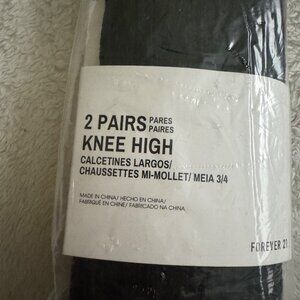 2 PAIRS PARES
PAIRES
KNEE HIGH
CALCETINES LARGOS/
CHAUSSETTES MI-MOLLET/ MEIA 3/4
MADE IN CHINA/ HECHO EN CHINA/
FABRIQUÉ EN CHINE/ FABRICADO NA CHINA
FOREVER 21